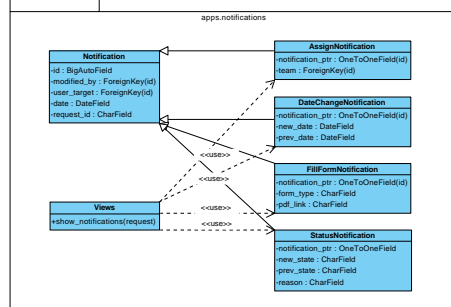 apps.notifications
Notification
-id : BigAutoField
-modified_by : ForeignKey(id)
-user_target : ForeignKey(id)
-date : DateField
-request_id : CharField
AssignNotification
-notification_ptr : OneToOneField(id)
-team : ForeignKey(id)
DateChangeNotification
-notification_ptr : OneToOneField(id)
-new_date : DateField
-prev_date : DateField
<<use>>
<<use>>
FillFormNotification
-notification_ptr : OneToOneField(id)
-form_type : CharField
-pdf_link : CharField
Views
+show_notifications(request)
<<use>>
<<use>>
StatusNotification
-notification_ptr : OneToOneField
-new_state : CharField
-prev_state : CharField
-reason : CharField